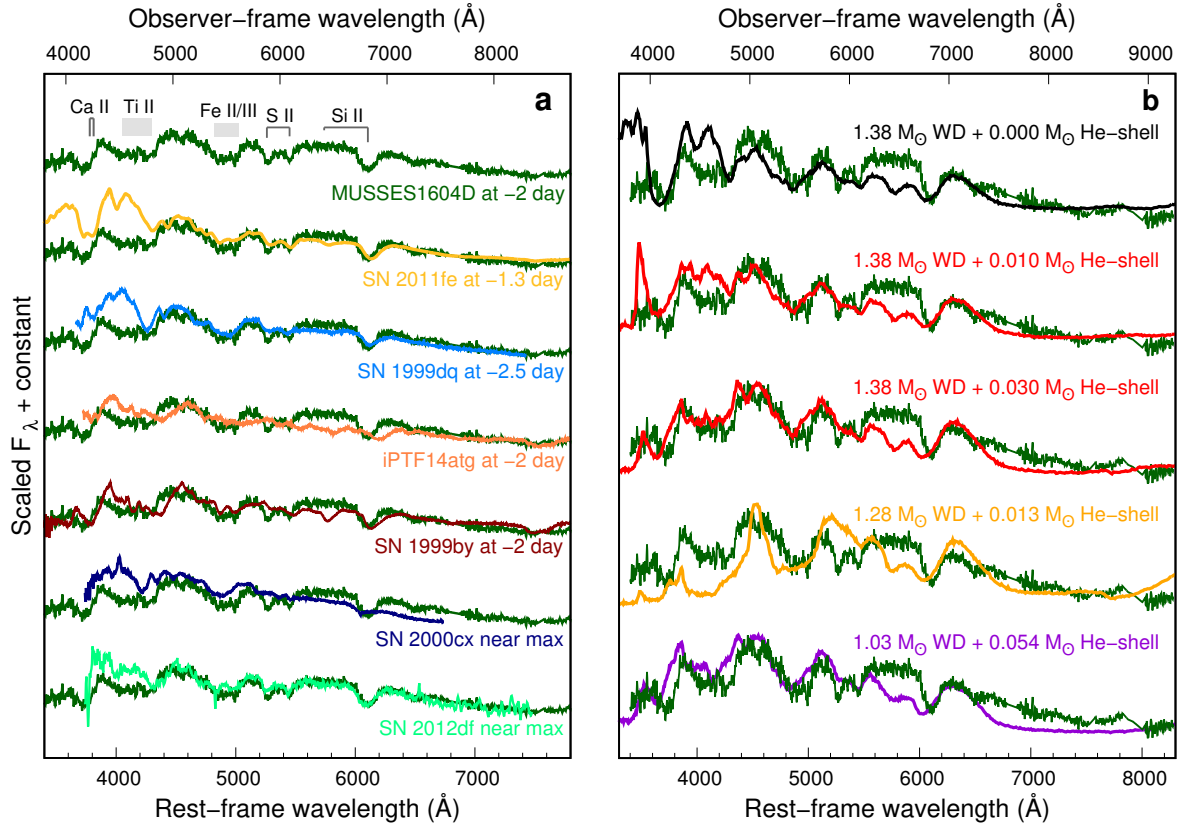 Observer−frame wavelength (Å)
4000 5000 6000 7000 8000
a
Ca II Ti II Fe II/III S II Si II
MUSSES1604D at −2 day
SN 2011fe at −1.3 day
SN 1999dq at −2.5 day
iPTF14atg at −2 day
SN 1999by at −2 day
SN 2000cx near max
SN 2012df near max
Scaled F λ + constant
4000 5000 6000 7000
Rest−frame wavelength (Å)
Observer−frame wavelength (Å)
4000 5000 6000 7000 8000 9000
b
1.38 M⊙ WD + 0.000 M⊙ He−shell
1.38 M⊙ WD + 0.010 M⊙ He−shell
1.38 M⊙ WD + 0.030 M⊙ He−shell
1.28 M⊙ WD + 0.013 M⊙ He−shell
1.03 M⊙ WD + 0.054 M⊙ He−shell
4000 5000 6000 7000 8000
Rest−frame wavelength (Å)